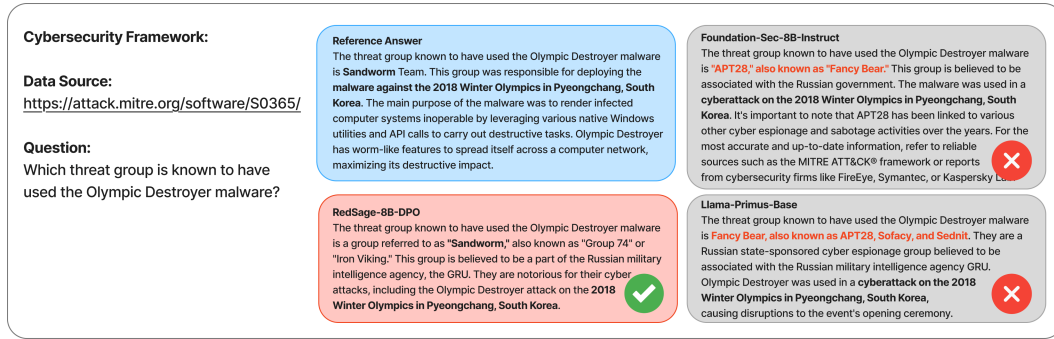 Cybersecurity Framework:
Data Source:
https://attack.mitre.org/software/S0365/
Question:
Which threat group is known to have
used the Olympic Destroyer malware?
Reference Answer
The threat group known to have used the Olympic Destroyer malware
is Sandworm Team. This group was responsible for deploying the
malware against the 2018 Winter Olympics in Pyeongchang, South
Korea. The main purpose of the malware was to render infected
computer systems inoperable by leveraging various native Windows
utilities and API calls to carry out destructive tasks. Olympic Destroyer
has worm-like features to spread itself across a computer network,
maximizing its destructive impact.
RedSage-8B-DPO
The threat group known to have used the Olympic Destroyer malware
is a group referred to as "Sandworm," also known as "Group 74" or
"Iron Viking." This group is believed to be a part of the Russian military
intelligence agency, the GRU. They are notorious for their cyber
attacks, including the Olympic Destroyer attack on the 2018
Winter Olympics in Pyeongchang, South Korea.
Foundation-Sec-8B-Instruct
The threat group known to have used the Olympic Destroyer malware
is "APT28," also known as "Fancy Bear." This group is believed to be
associated with the Russian government. The malware was used in a
cyberattack on the 2018 Winter Olympics in Pyeongchang, South
Korea. It's important to note that APT28 has been linked to various
other cyber espionage and sabotage activities over the years. For the
most accurate and up-to-date information, refer to reliable
sources such as the MITRE ATT&CK® framework or reports
from cybersecurity firms like FireEye, Symantec, or Kaspersky
Llama-Primus-Base
The threat group known to have used the Olympic Destroyer malware
is Fancy Bear, also known as APT28, Sofacy, and Sednit. They are a
Russian state-sponsored cyber espionage group believed to be
associated with the Russian military intelligence agency GRU.
Olympic Destroyer was used in a cyberattack on the 2018
Winter Olympics in Pyeongchang, South Korea,
causing disruptions to the event's opening ceremony.